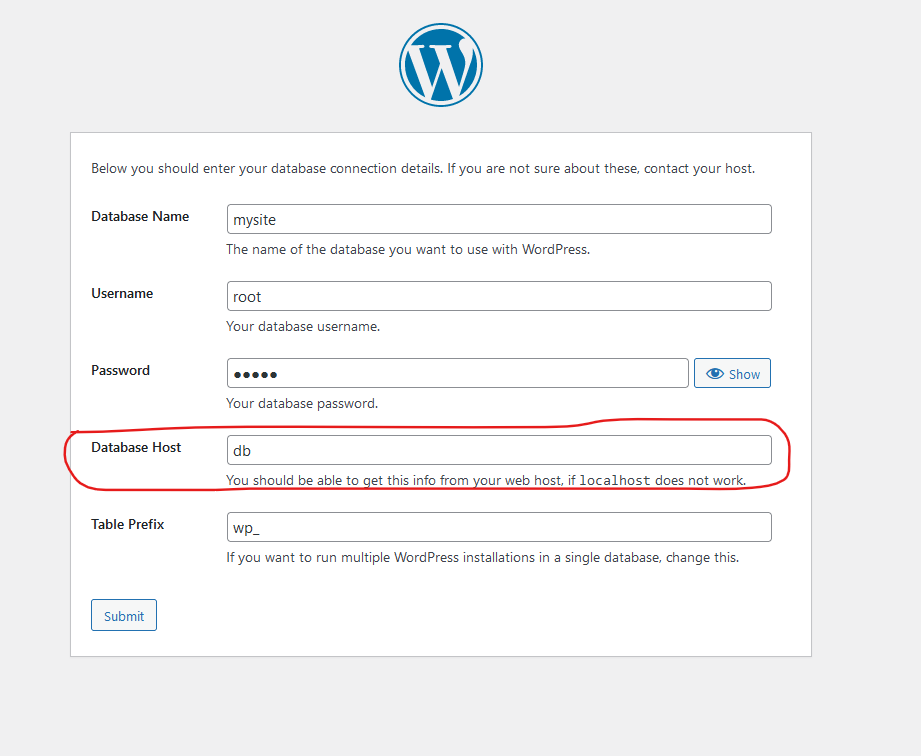 Below you should enter your database connection details. If you are not sure about these, contact your host.
Database Name
mysite
The name of the database you want to use with WordPress.
Username
root
Your database username.
Password
●●●●●
Show
Your database password.
Database Host
db
You should be able to get this info from your web host, if localhost does not work.
Table Prefix
wp_
If you want to run multiple WordPress installations in a single database, change this.
Submit